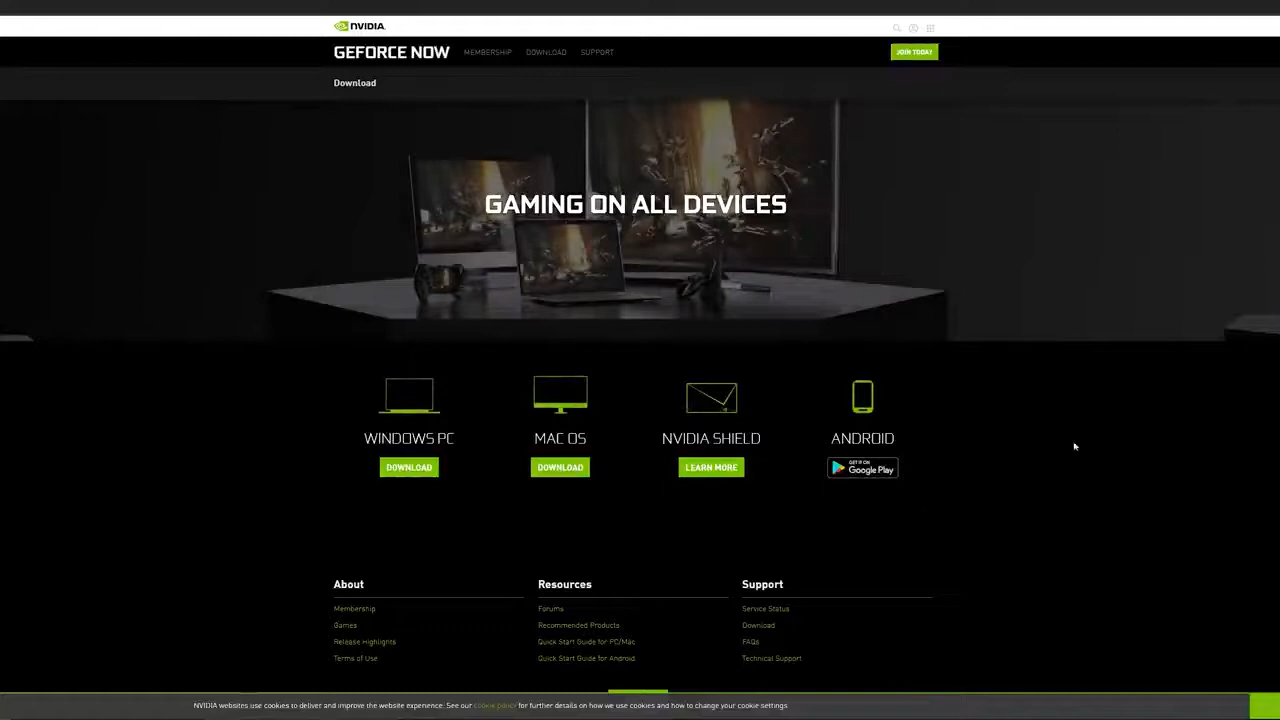 NVIDIA.
GEFORCE NOW MEMBERSHIP DOWNLOAD SUPPORT JOIN TODAY
Download
GAMING ON ALL DEVICES
WINDOWS PC MAC OS NVIDIA SHIELD ANDROID
DOWNLOAD DOWNLOAD LEARN MORE GET IT ON Google Play
About Resources Support
Membership Forums Service Status
Games Recommended Products Download
Release Highlights Quick Start Guide for PC/Mac FAQs
Terms of Use Quick Start Guide for Android Technical Support
NVIDIA websites use cookies to deliver and improve the website experience. See our cookie policy for further details on how we use cookies and how to change your cookie settings